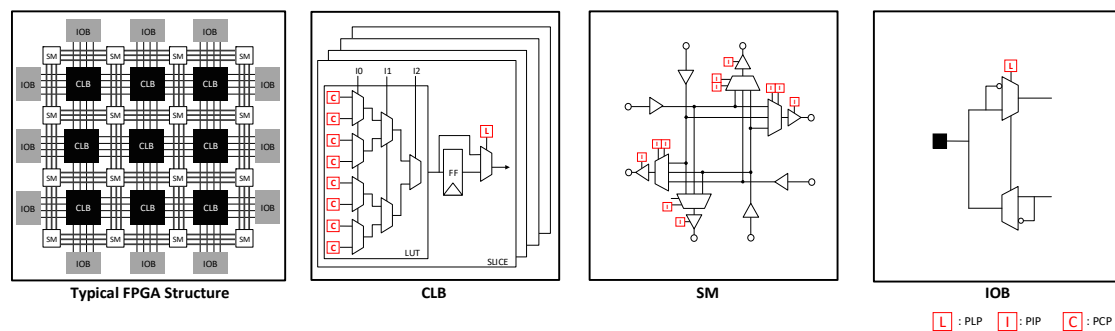 IOB IOB IOB
SM SM SM SM
IOB CLB CLB CLB IOB
SM SM SM SM
IOB CLB CLB CLB IOB
SM SM SM SM
IOB CLB CLB CLB IOB
SM SM SM SM
IOB IOB IOB
Typical FPGA Structure
I0 I1 I2
C
C
C
C
C
C
C
C
L
FF
LUT
SLICE
CLB
I
I
I
I I
I
I I
I
I
I
SM
L
IOB
L : PLP I : PIP C : PCP